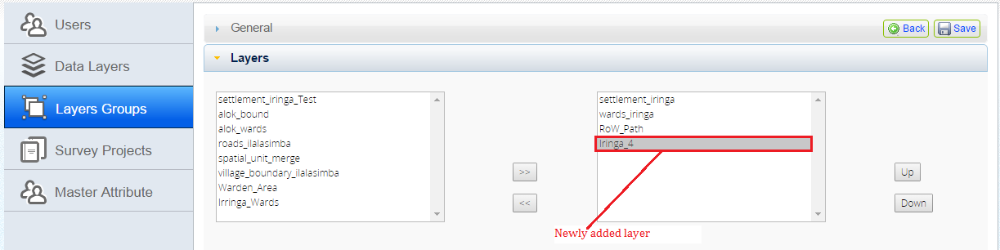 Users
Data Layers
Layers Groups
Survey Projects
Master Attribute
General
Back
Save
Layers
settlement_iringa_Test
alok_bound
alok_wards
roads_ilalasimba
spatial_unit_merge
village_boundary_ilalasimba
Warden_Area
Irringa_Wards
>>
<<
settlement_iringa
wards_iringa
RoW_Path
Iringa_4
Up
Down
Newly added layer